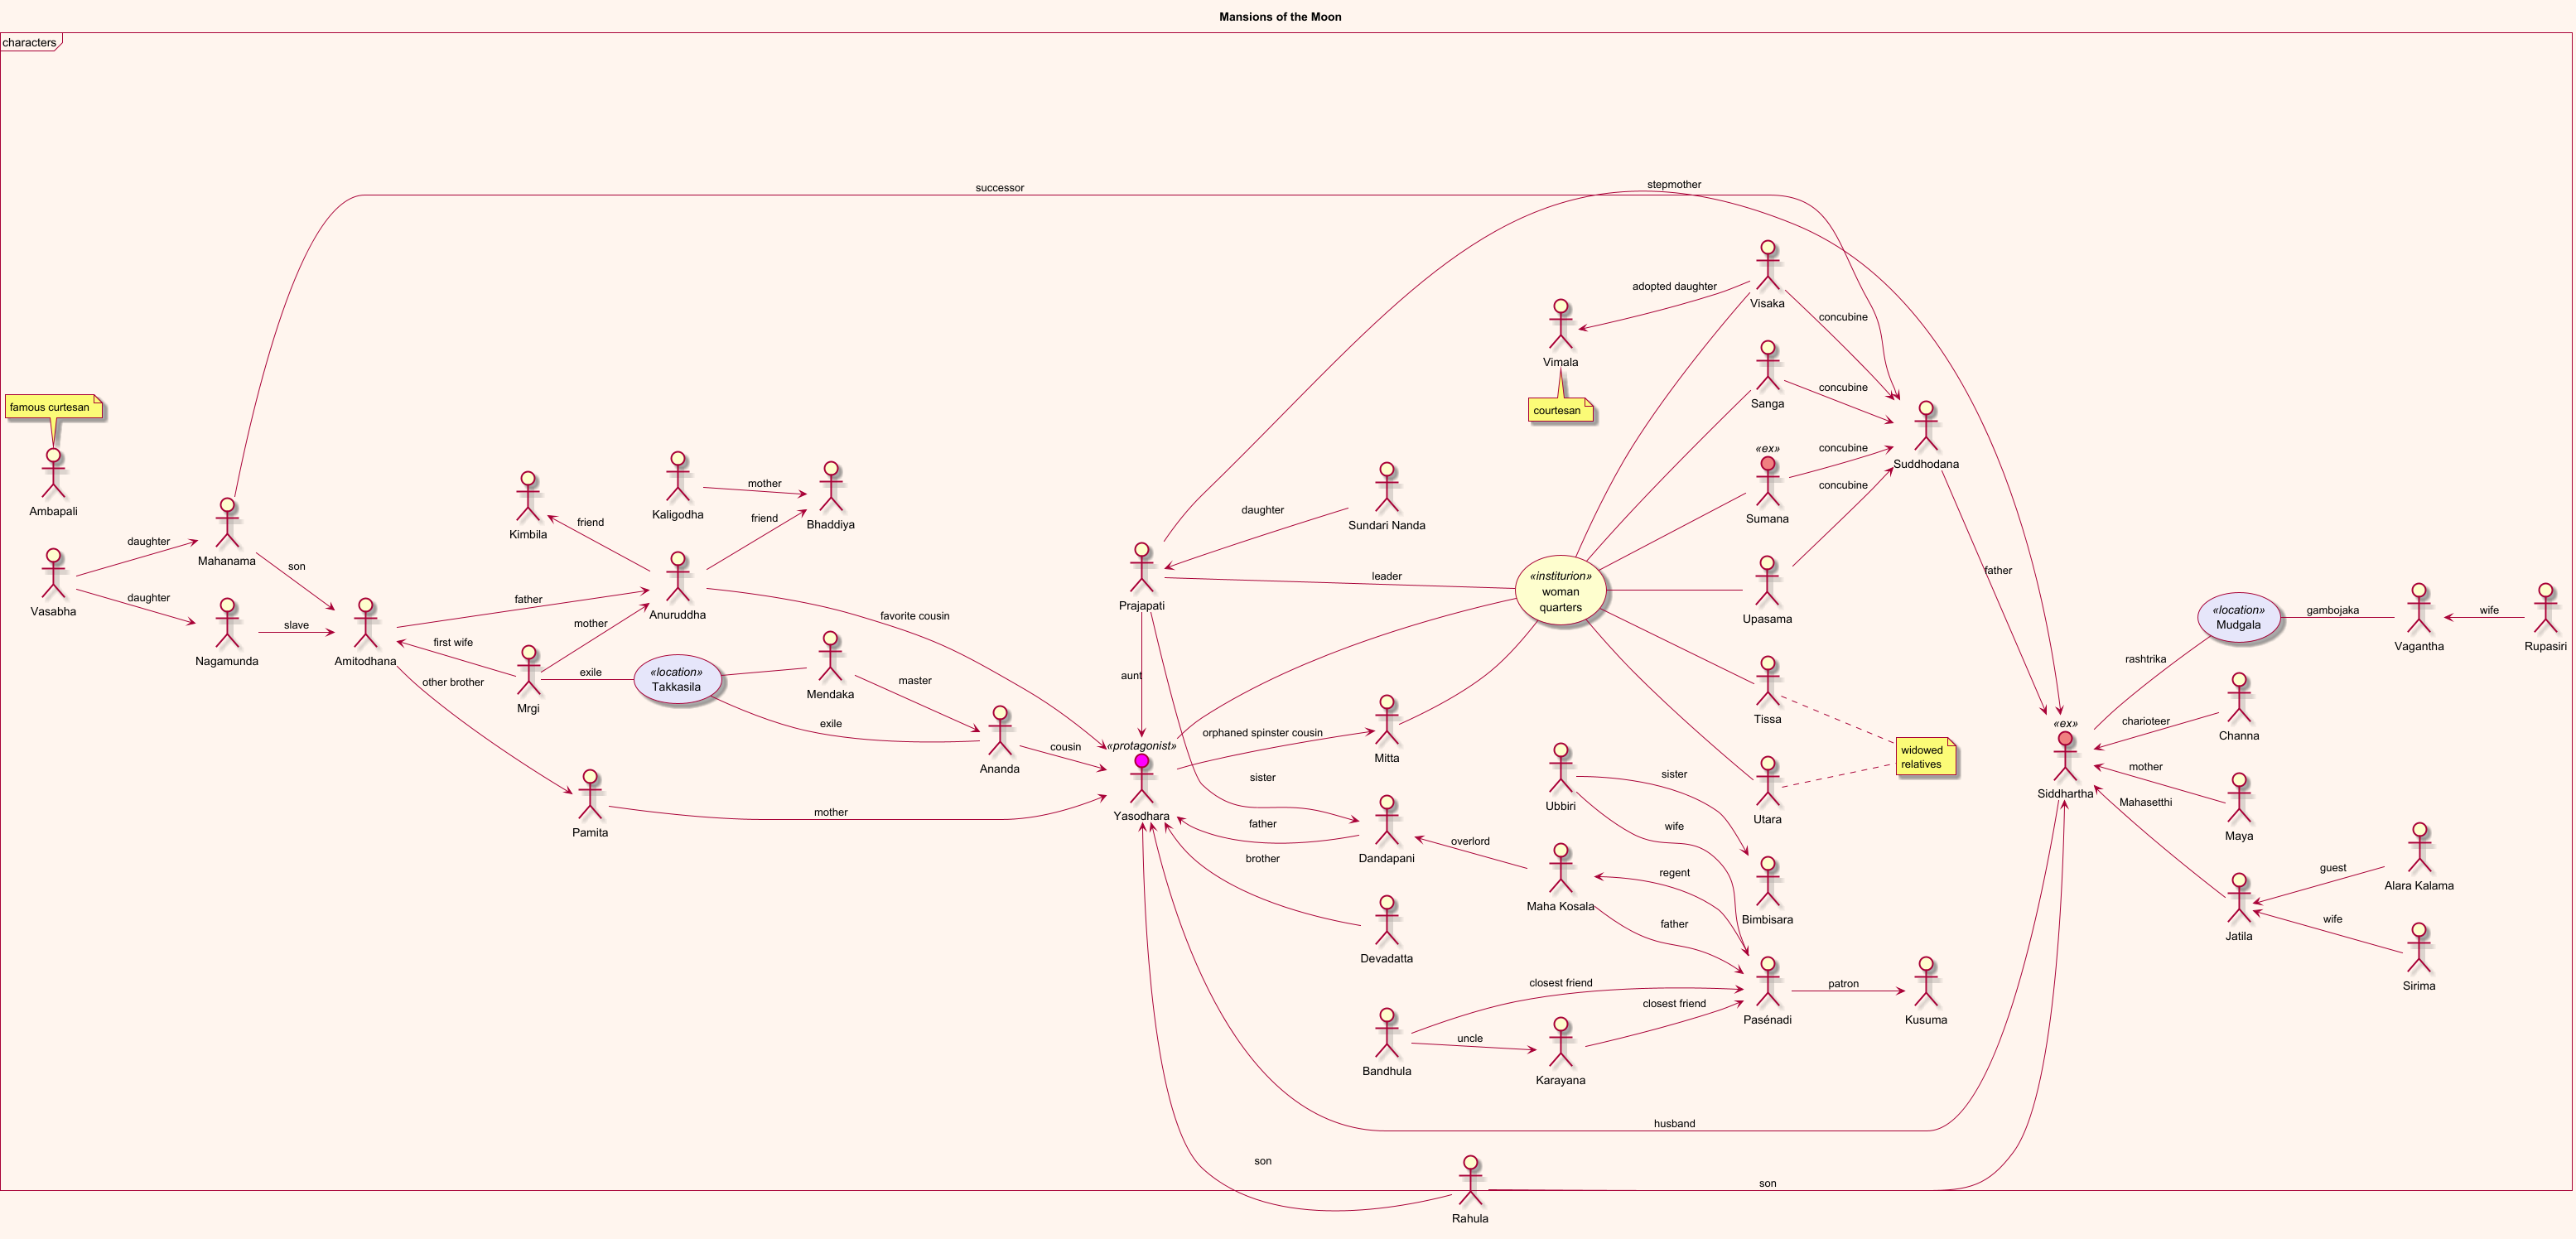 Mansions of the Moon
characters
successor
stepmother
Visaka
adopted daughter
concubine
Vimala
courtesan
Sanga
concubine
famous curtesan
Ambapali
«ex»
Sumana
concubine
concubine
Suddhodana
Kaligodha
mother
Bhaddiya
Kimbila
friend
friend
daughter
Sundari Nanda
daughter
Mahanama
son
Vasabha
daughter
Nagamunda
slave
Amitodhana
father
Anuruddha
mother
first wife
favorite cousin
Prajapati
leader
«institurion»
woman
quarters
Upasama
father
«location»
Mudgala
gambojaka
Vagantha
wife
Rupasiri
other brother
Mrgi
exile
«location»
Takkasila
Mendaka
master
exile
Ananda
cousin
aunt
«protagonist»
Yasodhara
orphaned spinster cousin
Mitta
Tissa
widowed
relatives
Utara
rashtrika
«ex»
Siddhartha
charioteer
Channa
mother
Maya
Mahasetthi
Pamita
mother
sister
father
Dandapani
brother
Devadatta
overlord
Ubbiri
sister
wife
Maha Kosala
regent
father
Bimbisara
Jatila
guest
Alara Kalama
wife
Sirima
closest friend
closest friend
Bandhula
uncle
Karayana
Pasénadi
patron
Kusuma
husband
son
son
Rahula